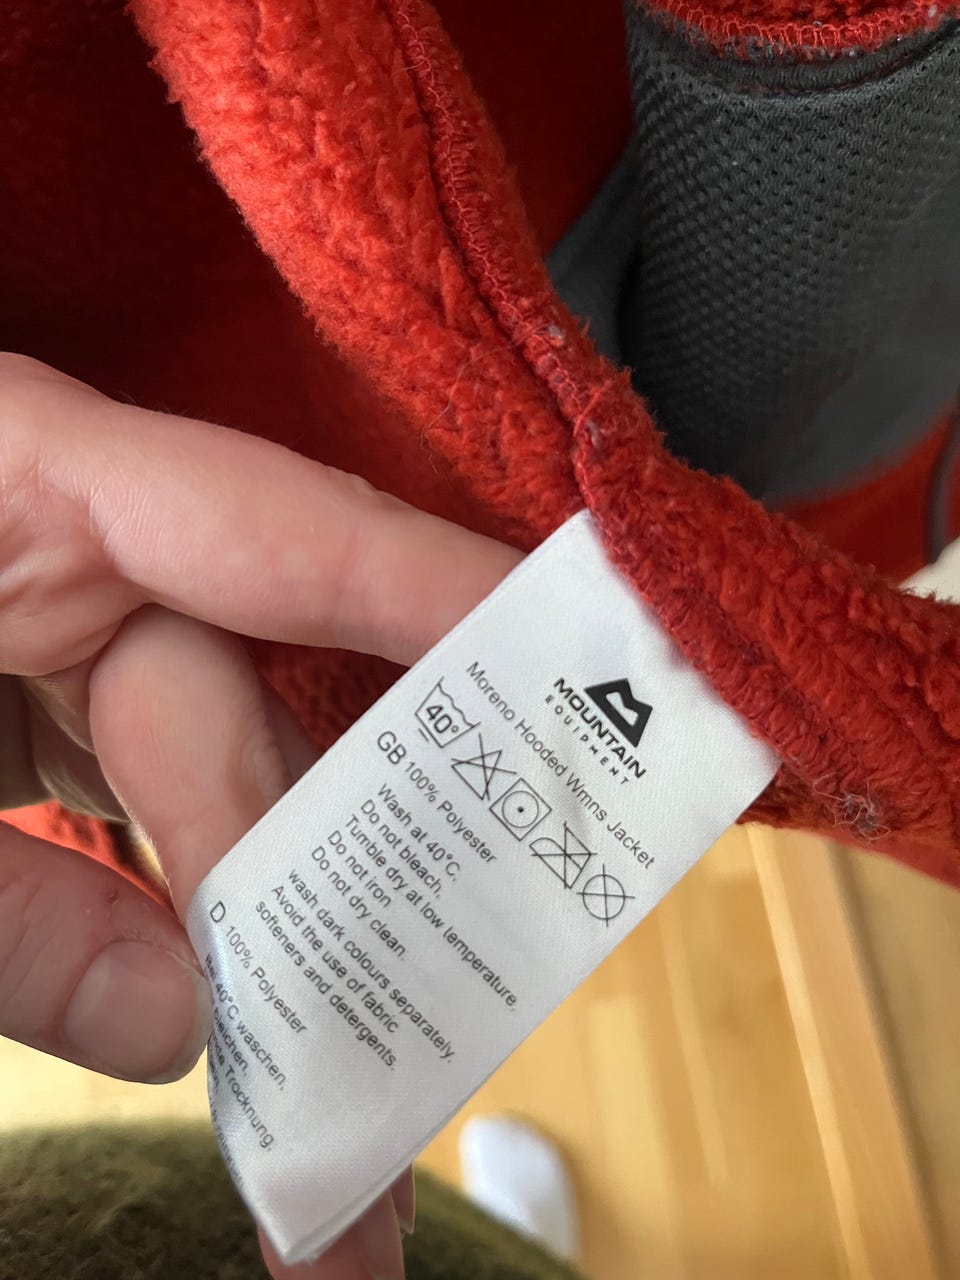 MOUNTAIN
EQUIPMENT
Moreno Hooded Wmns Jacket
40°
GB 100% Polyester
Wash at 40°C,
Do not bleach,
Tumble dry at low temperature,
Do not iron
Do not dry clean.
wash dark colours separately.
Avoid the use of fabric
softeners and detergents.
D 100% Polyester
Bei 40°C waschen,
Trocknung,